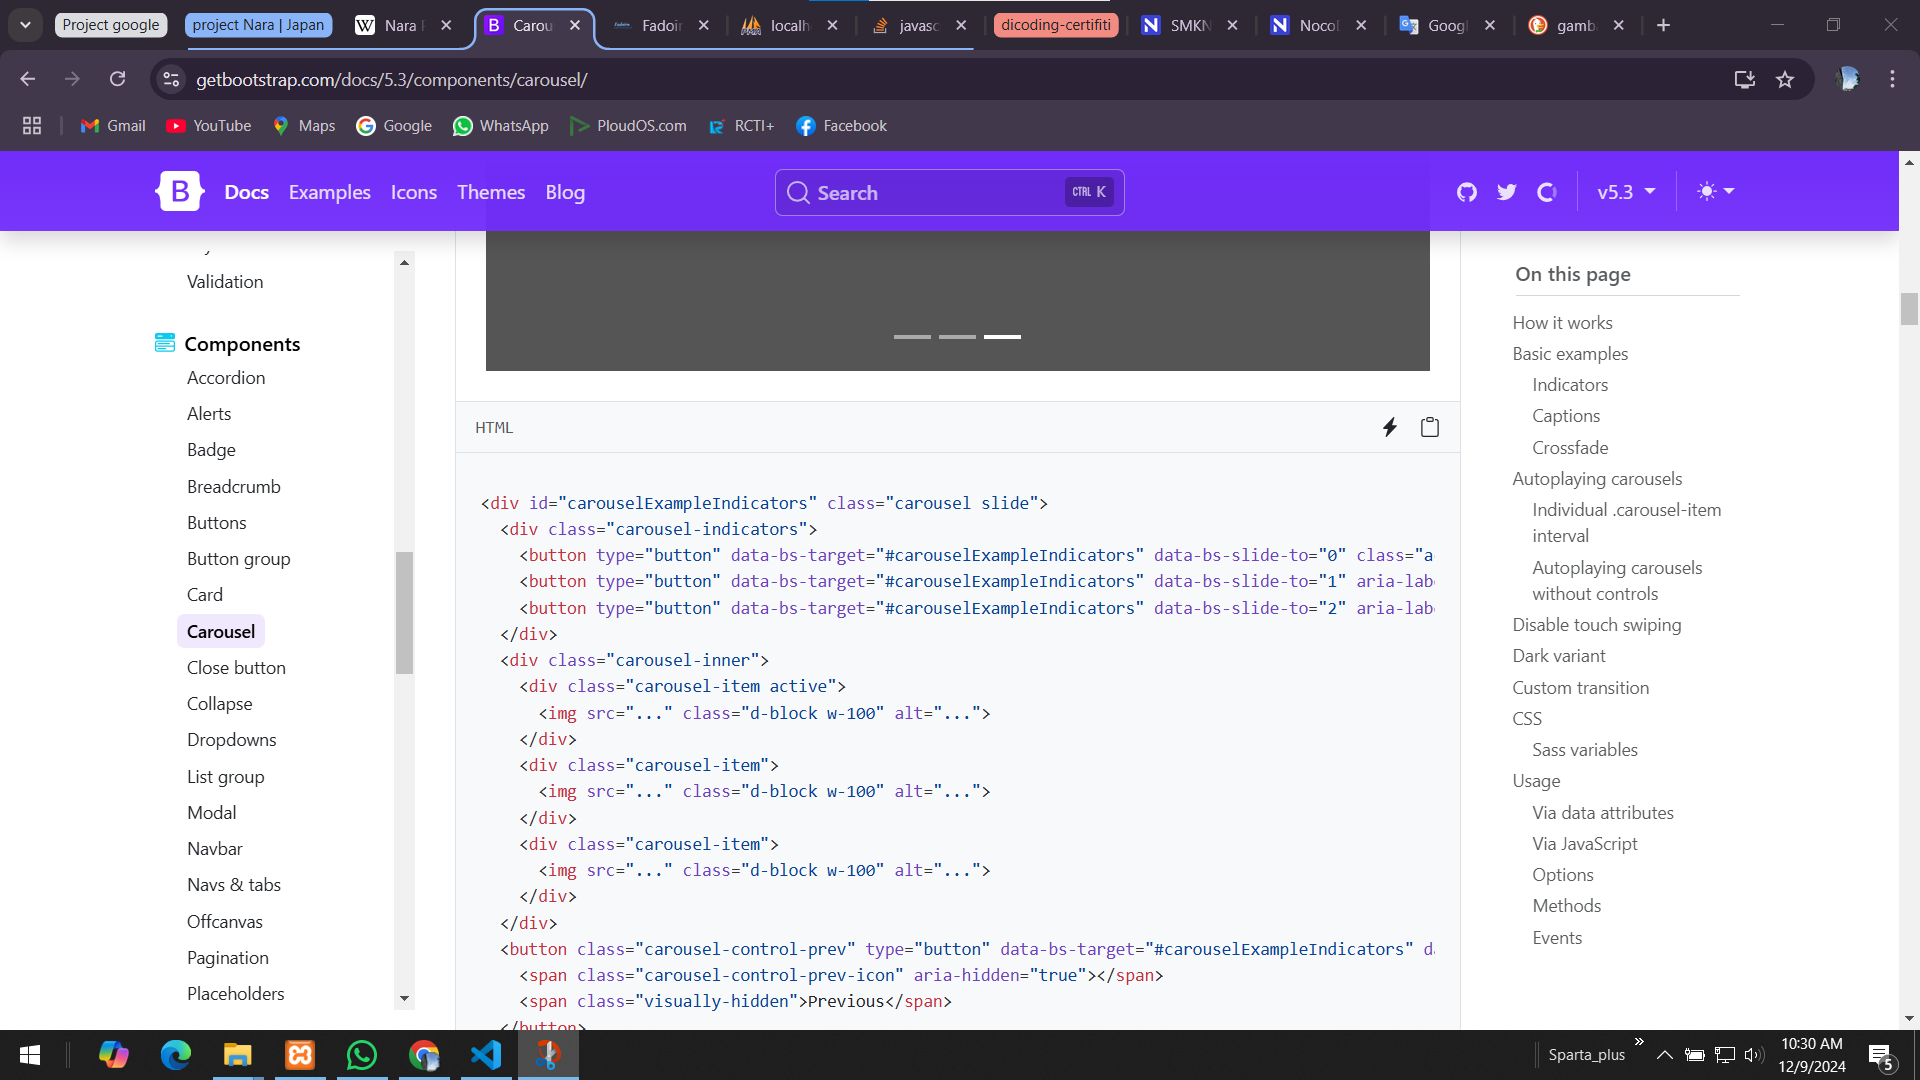 Project google
project Nara | Japan
Nara
Carou
Fadoir
localh
javasc
dicoding-certifiti
SMKN
Nocol
Googl
gamb
getbootstrap.com/docs/5.3/components/carousel/
Gmail
YouTube
Maps
Google
WhatsApp
PloudOS.com
RCTI+
Facebook
B
Docs
Examples
Icons
Themes
Blog
Search
CTRL K
v5.3
Validation
Components
Accordion
Alerts
Badge
Breadcrumb
Buttons
Button group
Card
Carousel
Close button
Collapse
Dropdowns
List group
Modal
Navbar
Navs & tabs
Offcanvas
Pagination
Placeholders
HTML
<div id="carouselExampleIndicators" class="carousel slide">
<div class="carousel-indicators">
<button type="button" data-bs-target="#carouselExampleIndicators" data-bs-slide-to="0" class="a
<button type="button" data-bs-target="#carouselExampleIndicators" data-bs-slide-to="1" aria-lab
<button type="button" data-bs-target="#carouselExampleIndicators" data-bs-slide-to="2" aria-lab
</div>
<div class="carousel-inner">
<div class="carousel-item active">
<img src="..." class="d-block w-100" alt="...">
</div>
<div class="carousel-item">
<img src="..." class="d-block w-100" alt="...">
</div>
<div class="carousel-item">
<img src="..." class="d-block w-100" alt="...">
</div>
</div>
<button class="carousel-control-prev" type="button" data-bs-target="#carouselExampleIndicators" da
<span class="carousel-control-prev-icon" aria-hidden="true"></span>
<span class="visually-hidden">Previous</span>
</button>
On this page
How it works
Basic examples
Indicators
Captions
Crossfade
Autoplaying carousels
Individual .carousel-item
interval
Autoplaying carousels
without controls
Disable touch swiping
Dark variant
Custom transition
CSS
Sass variables
Usage
Via data attributes
Via JavaScript
Options
Methods
Events
Sparta_plus
10:30 AM
12/9/2024
5